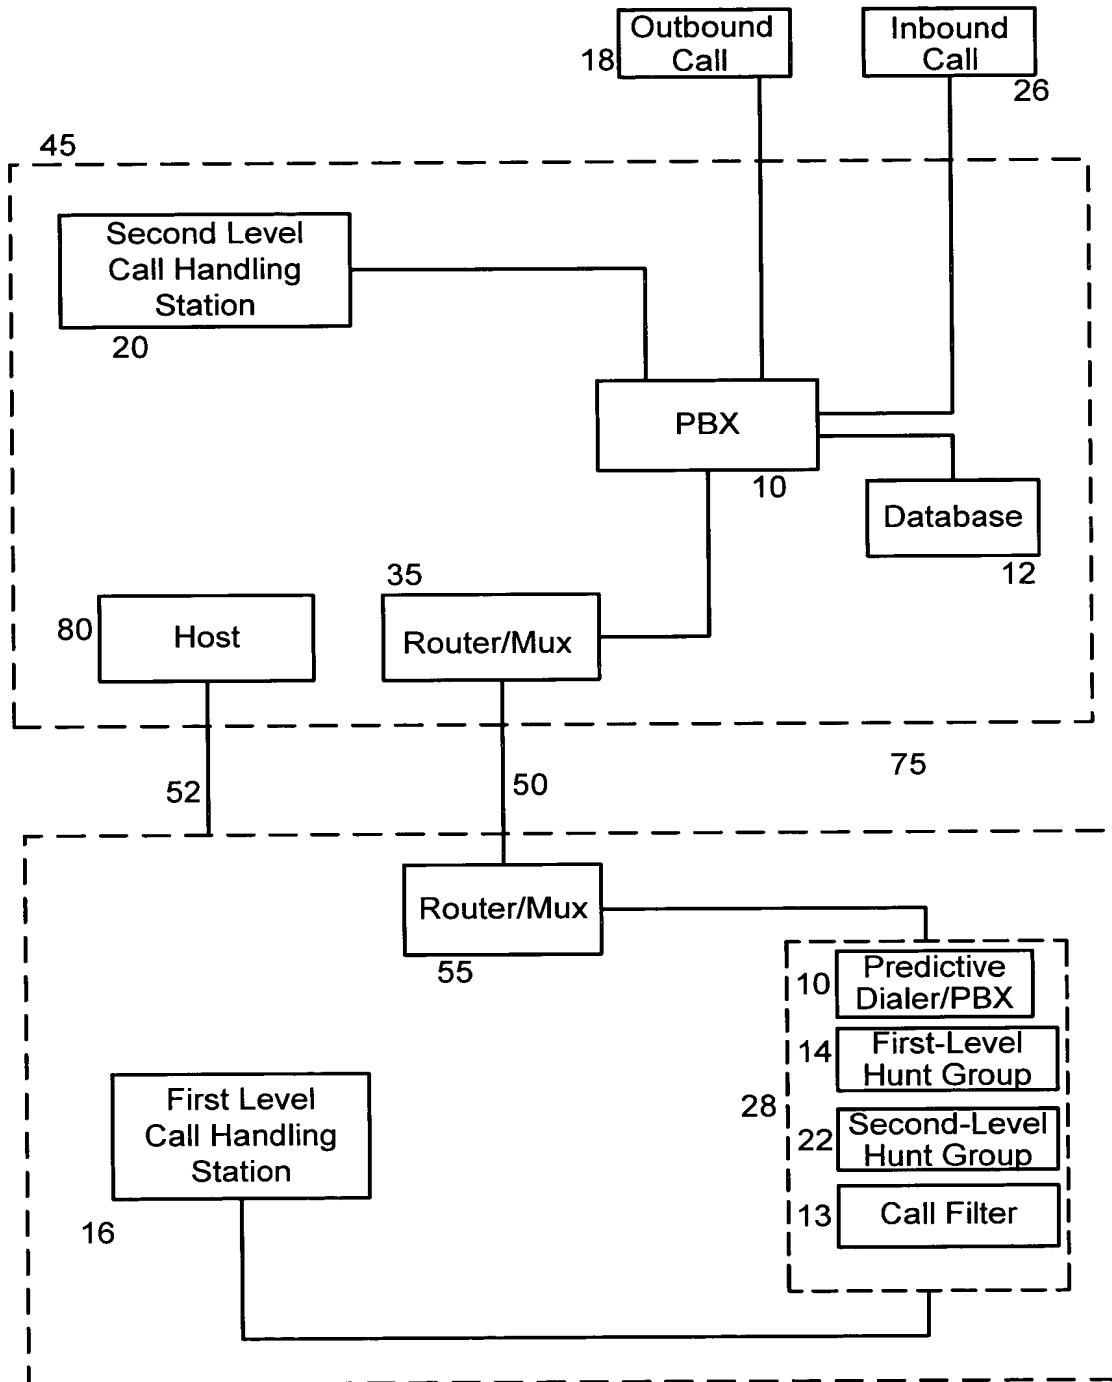 Outbound
Call
18
Inbound
Call
26
45
Second Level
Call Handling
Station
20
PBX
10
Database
12
35
Router/Mux
80
Host
52
50
75
Router/Mux
55
10
Predictive
Dialer/PBX
14
First-Level
Hunt Group
28
22
Second-Level
Hunt Group
13
Call Filter
First Level
Call Handling
Station
16